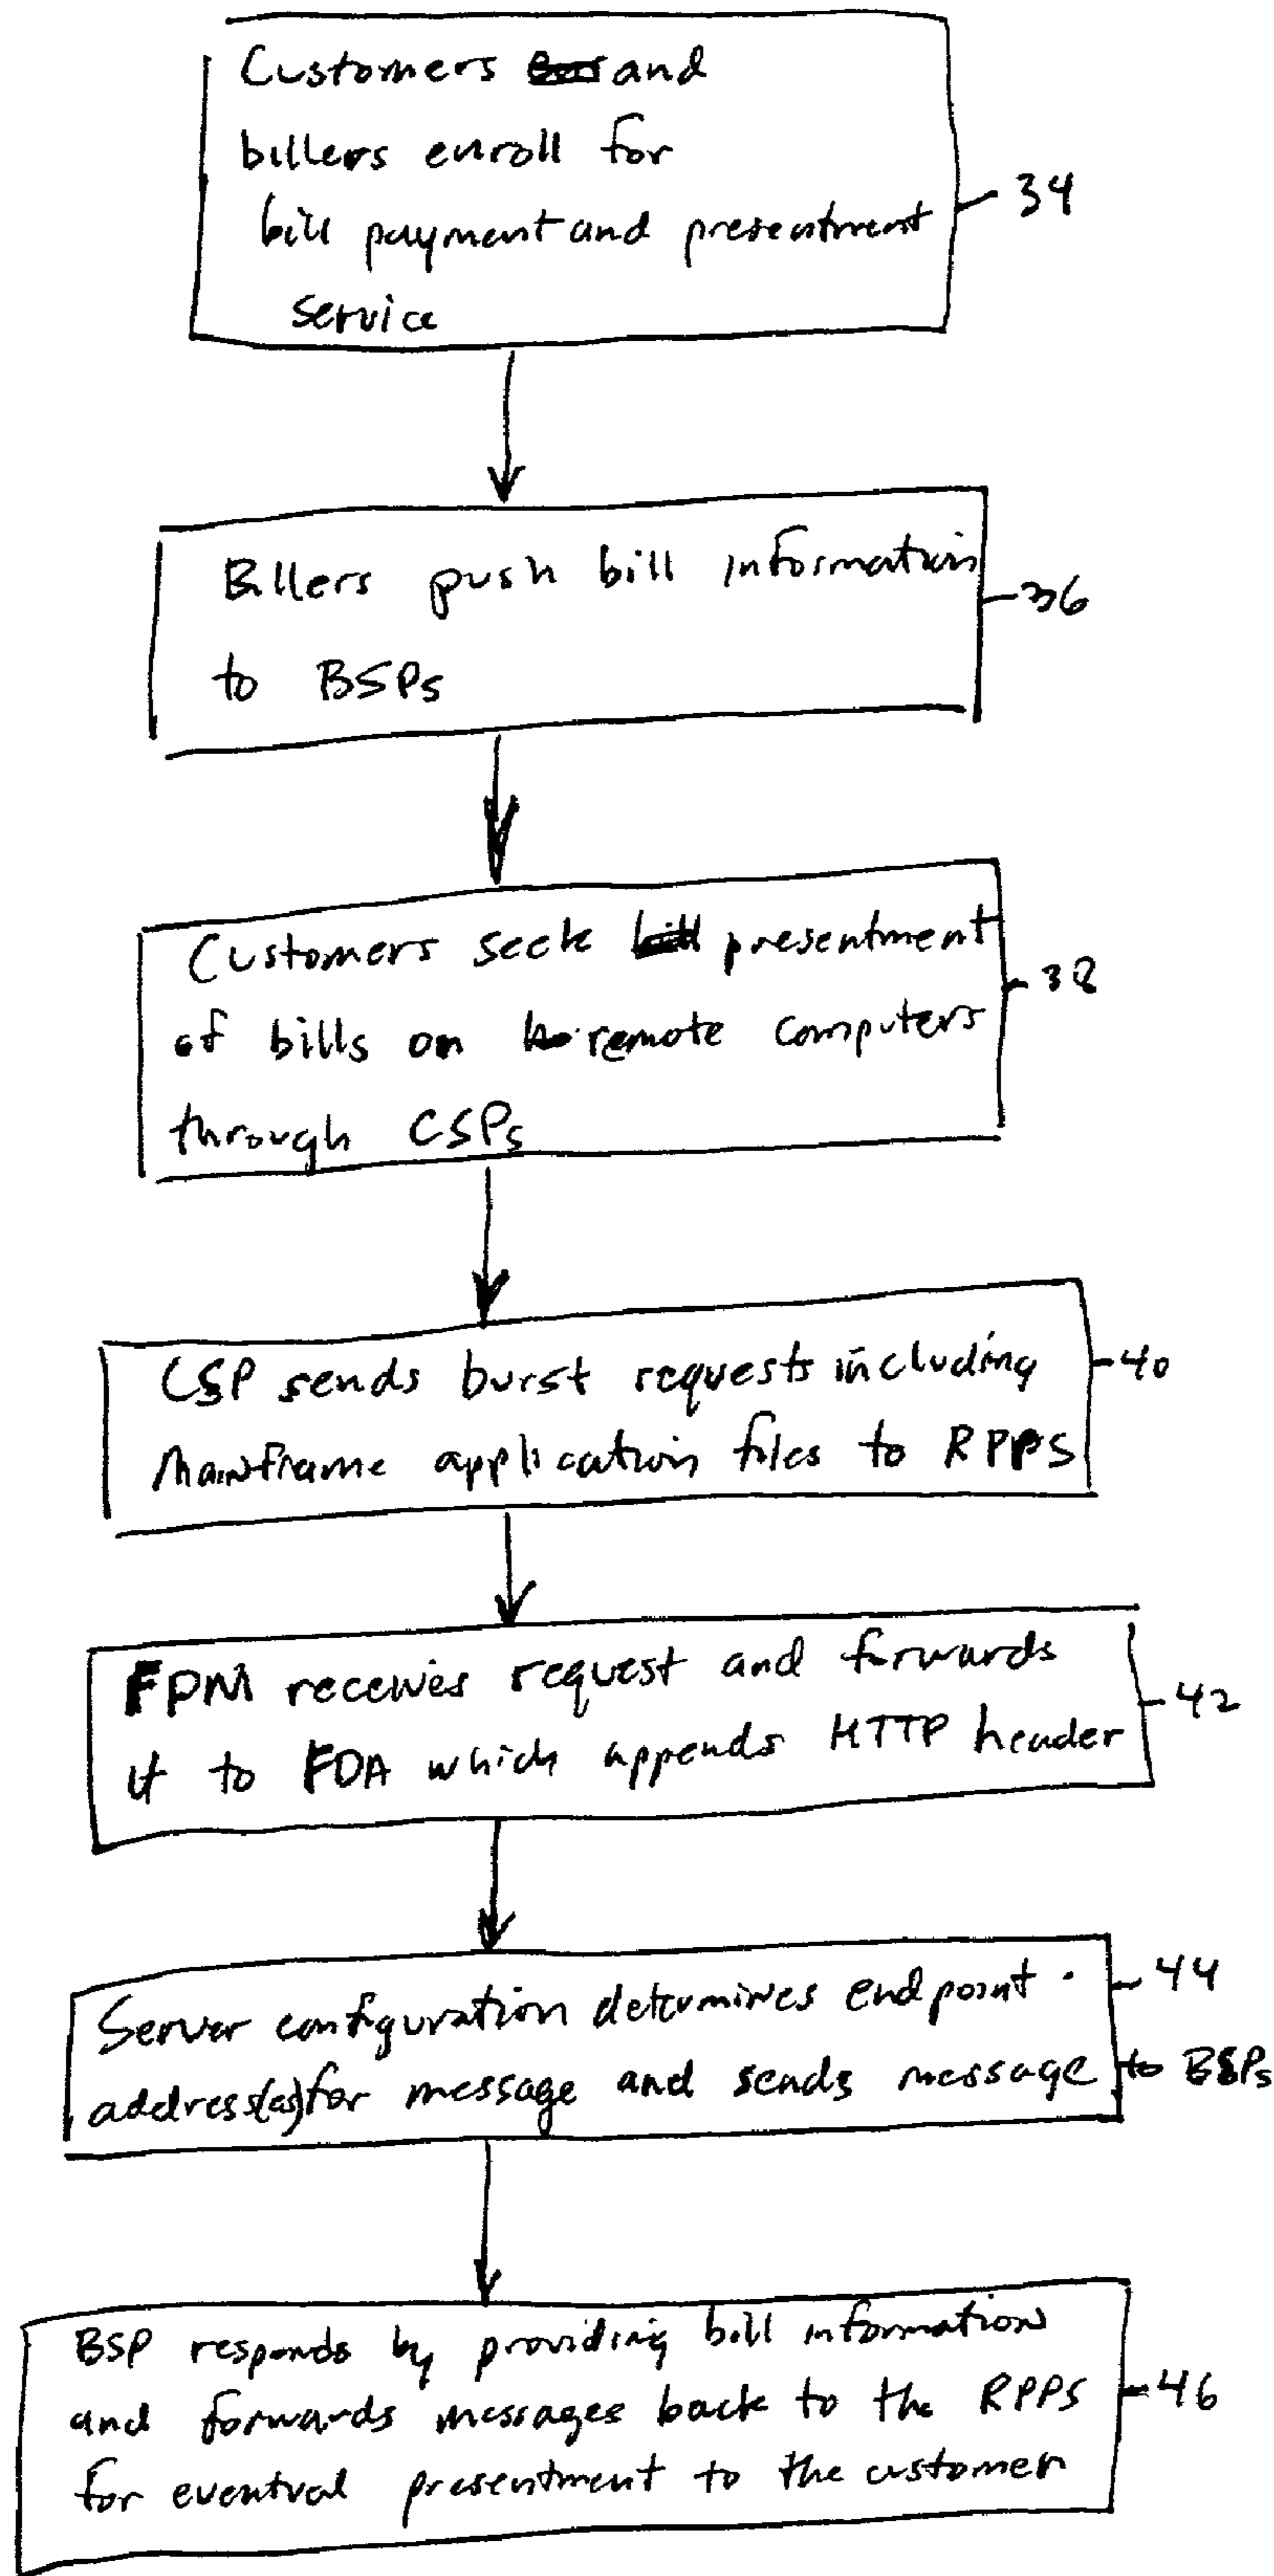 Customers and
billers enroll for
bill payment and presentment
service
34
Billers push bill information
to BSPs
36
Customers seek presentment
of bills on remote computers
through CSPs
38
CSP sends burst requests including
Mainframe application files to RPPS
40
FDM receives request and forwards
it to FDA which appends HTTP header
42
Server configuration determines endpoint
address(es) for message and sends message to BSPs
44
BSP responds by providing bill information
and forwards messages back to the RPPS
for eventual presentment to the customer
46